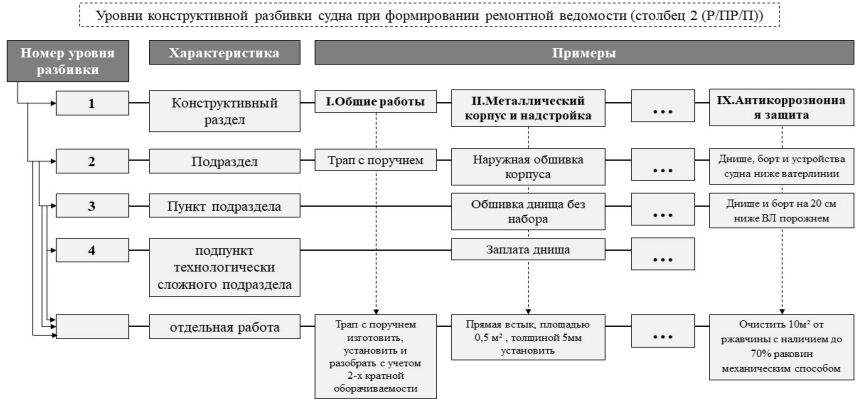 Уровни конструктивной разбивки судна при формировании ремонтной ведомости (столбец 2 (Р/ПР/П))
Номер уровня
разбивки
Характеристика
Примеры
1
Конструктивный
раздел
I.Общие работы
II.Металлический
корпус и надстройка
...
IX.Антикоррозионна
я защита
2
Подраздел
Трап с поручнем
Наружная обшивка
корпуса
...
Днище, борт и устройства
судна ниже ватерлинии
3
Пункт подраздела
Обшивка днища без
набора
...
Днище и борт на 20 см
ниже ВЛ порожнем
4
подпункт
технологически
сложного подраздела
Заплата днища
...
отдельная работа
Трап с поручнем
изготовить,
установить и
разобрать с учетом
2-х кратной
оборачиваемости
Прямая встык, площадью
0,5 м² , толщиной 5мм
установить
...
Очистить 10м² от
ржавчины с наличием до
70% раковин
механическим способом